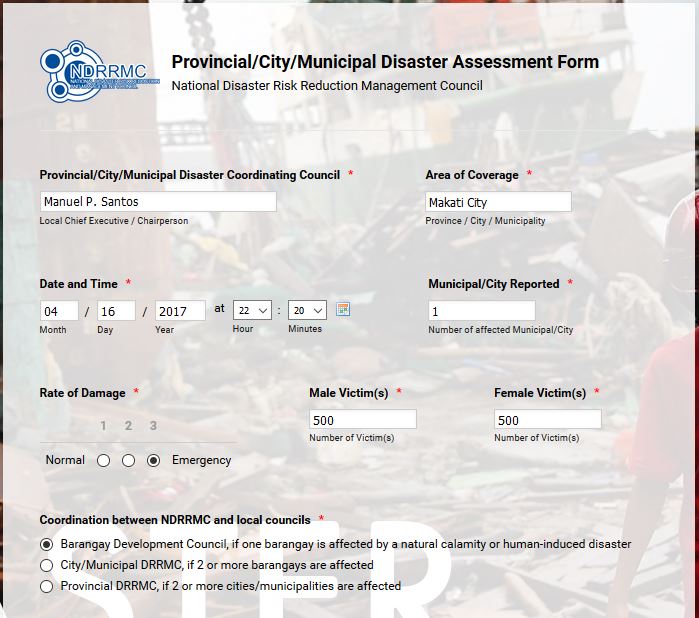 NDRRMC
Provincial/City/Municipal Disaster Assessment Form
National Disaster Risk Reduction Management Council
Provincial/City/Municipal Disaster Coordinating Council *
Area of Coverage *
Manuel P. Santos
Makati City
Local Chief Executive / Chairperson
Province / City / Municipality
Date and Time *
Municipal/City Reported *
04 / 16 / 2017 at 22 : 20
1
Month Day Year Hour Minutes
Number of affected Municipal/City
Rate of Damage *
Male Victim(s) *
Female Victim(s) *
1 2 3
500
500
Number of Victim(s)
Number of Victim(s)
Normal Emergency
Coordination between NDRRMC and local councils *
Barangay Development Council, if one barangay is affected by a natural calamity or human-induced disaster
City/Municipal DRRMC, if 2 or more barangays are affected
Provincial DRRMC, if 2 or more cities/municipalities are affected
STER